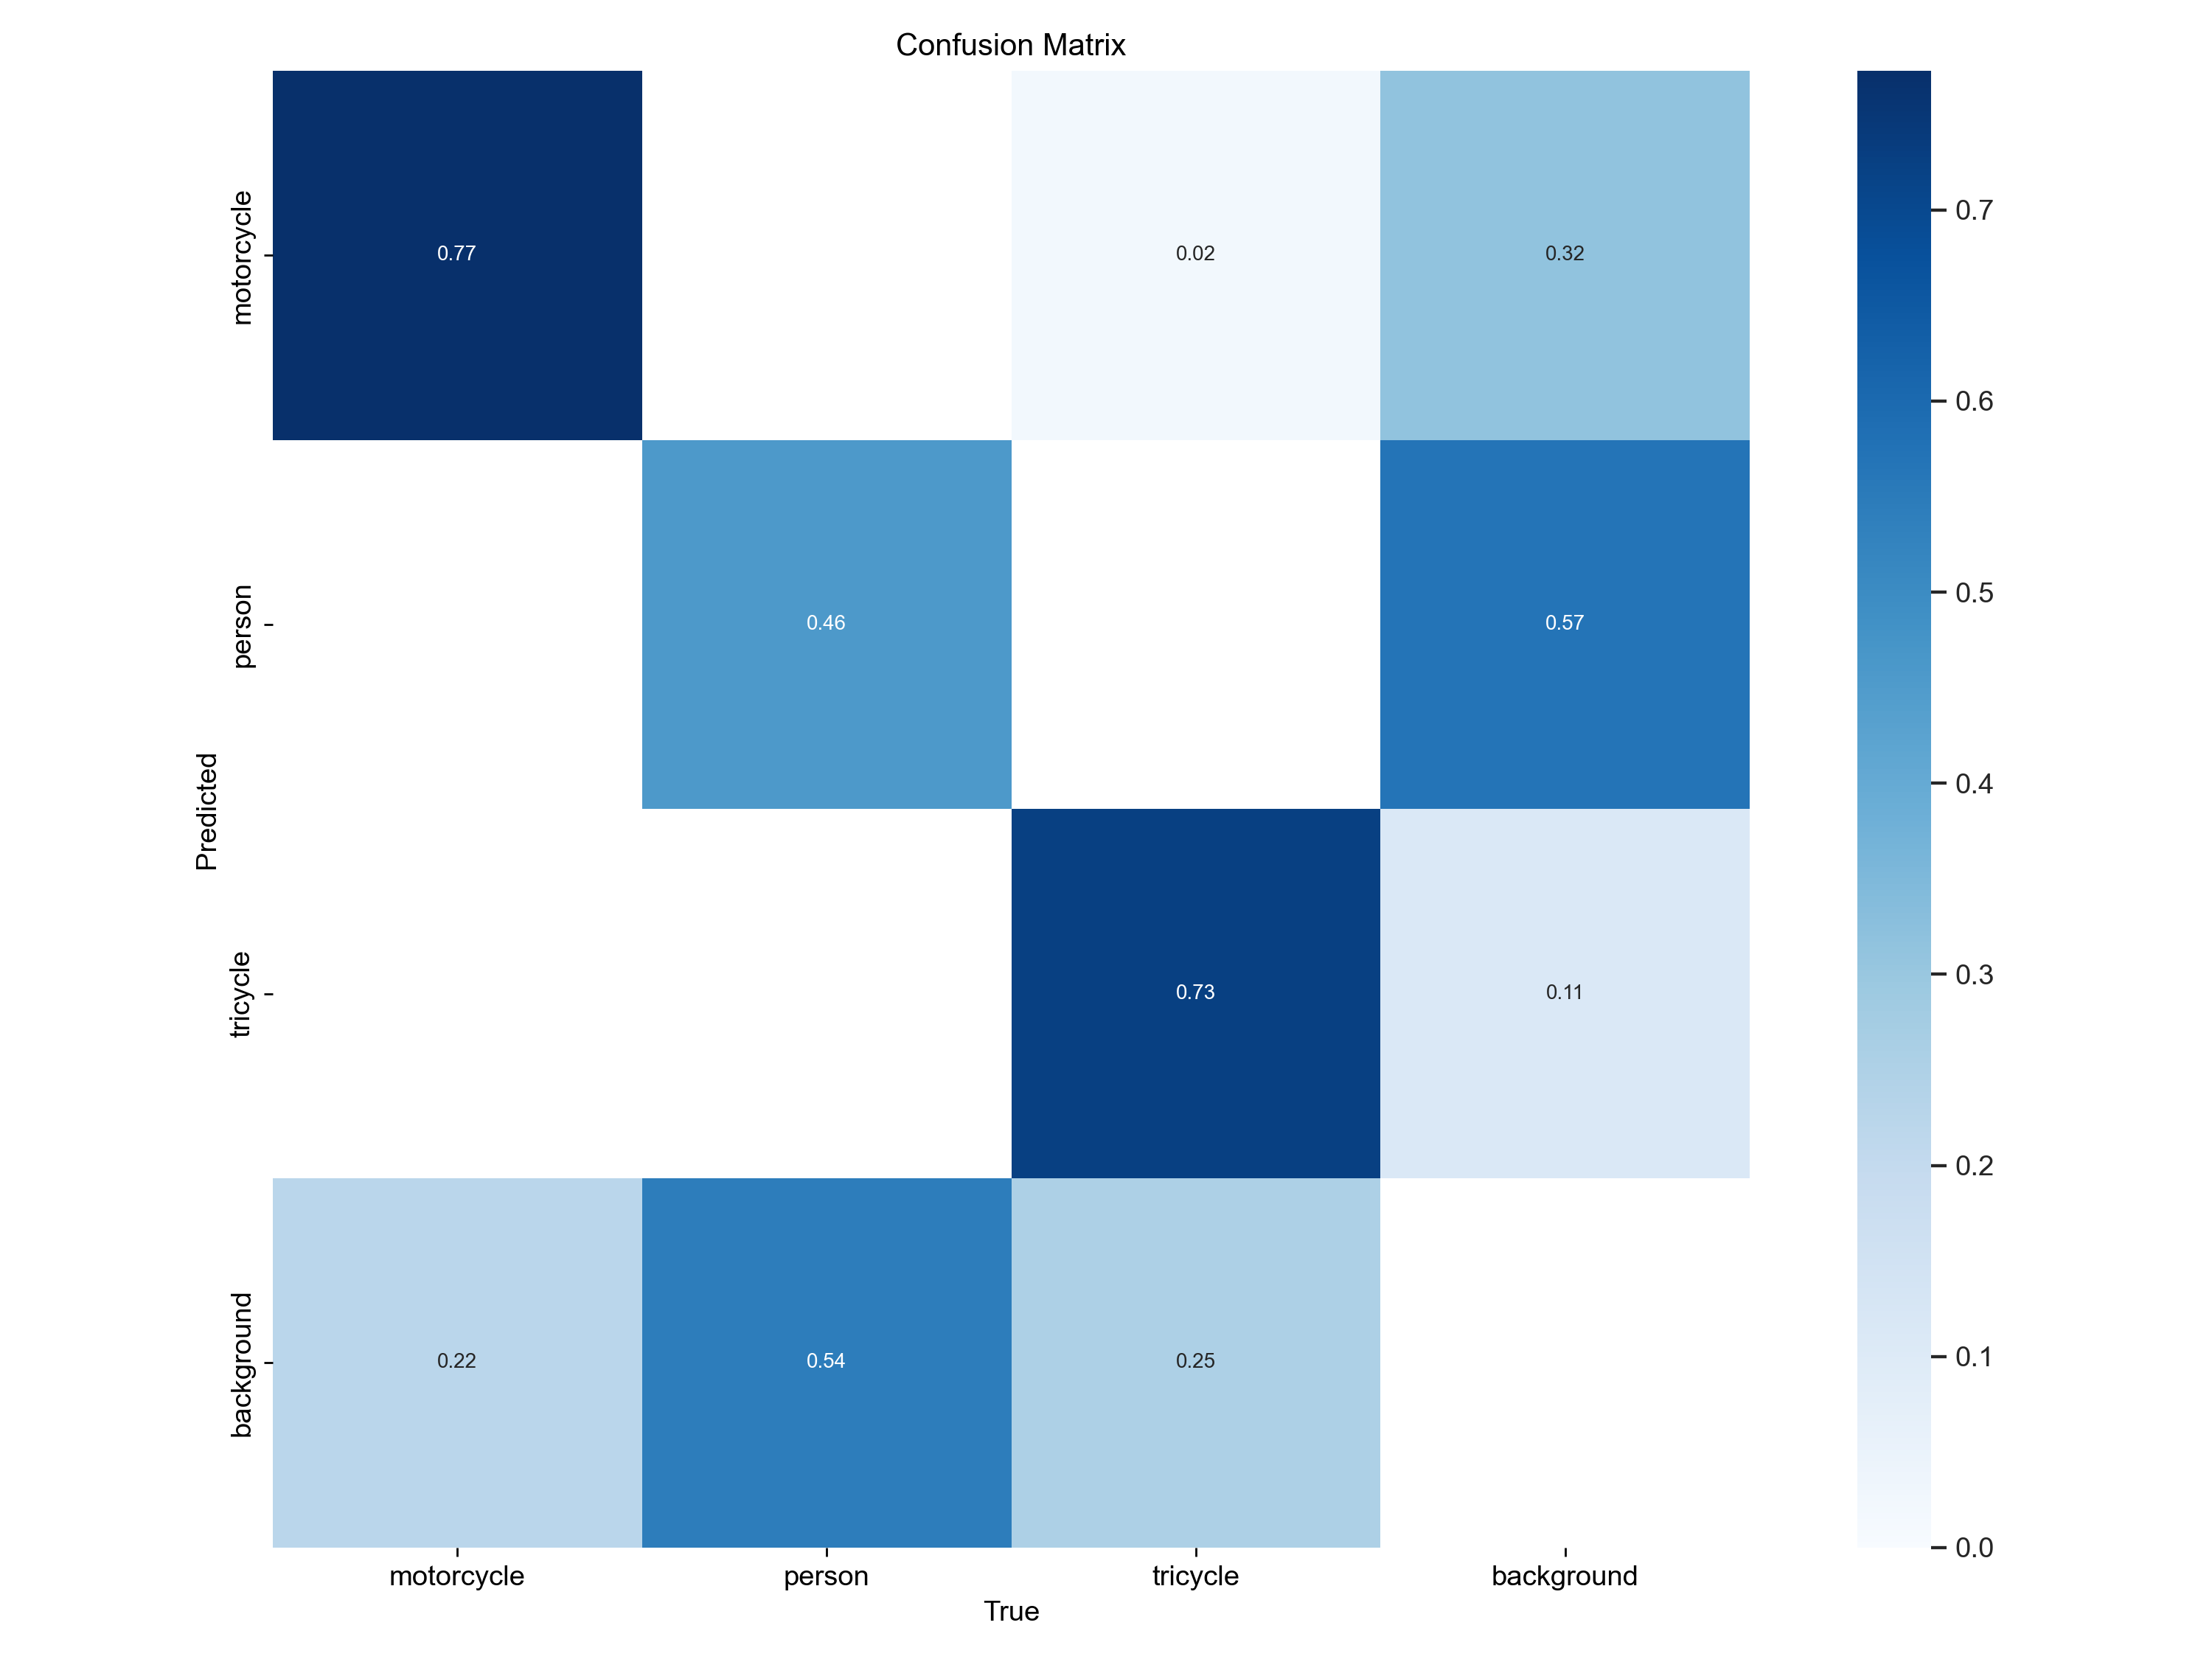 Confusion Matrix
motorcycle
0.77
0.02
0.32
person
0.46
0.57
tricycle
0.73
0.11
background
0.22
0.54
0.25
Predicted
motorcycle
person
tricycle
background
True
0.7
0.6
0.5
0.4
0.3
0.2
0.1
0.0